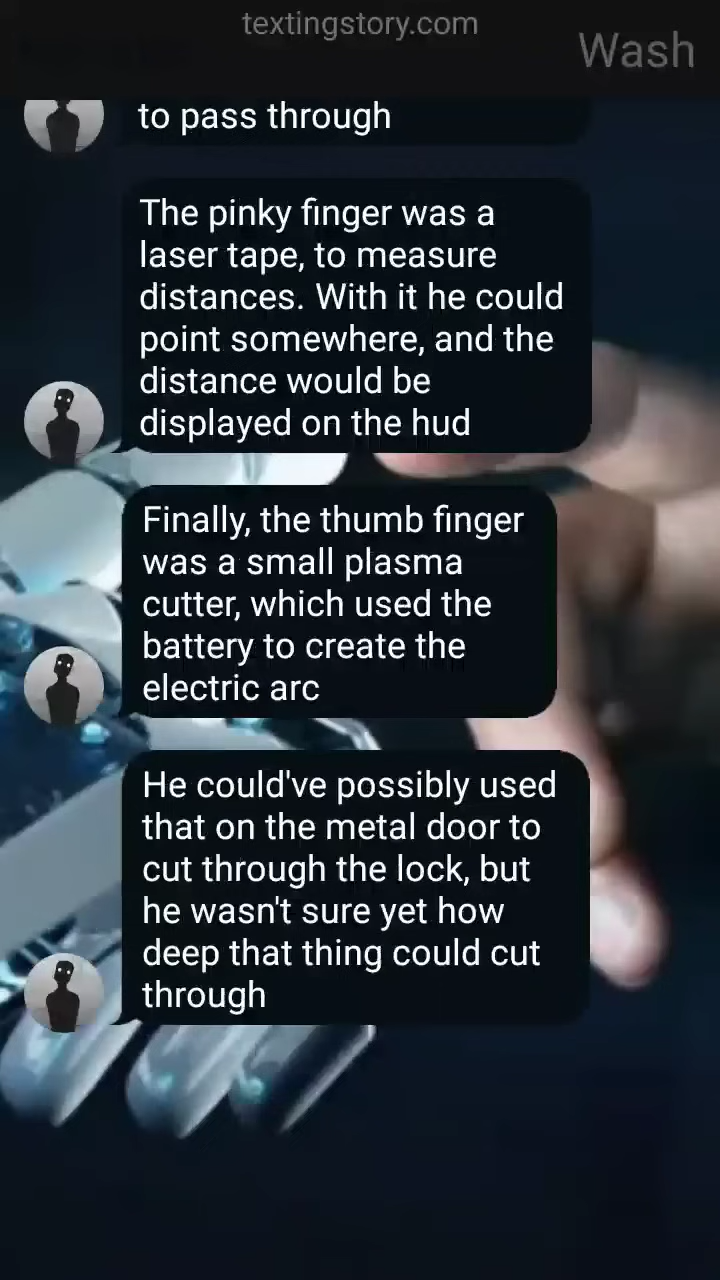 textingstory.com
Wash
to pass through
The pinky finger was a
laser tape, to measure
distances. With it he could
point somewhere, and the
distance would be
displayed on the hud
Finally, the thumb finger
was a small plasma
cutter, which used the
battery to create the
electric arc
He could've possibly used
that on the metal door to
cut through the lock, but
he wasn't sure yet how
deep that thing could cut
through